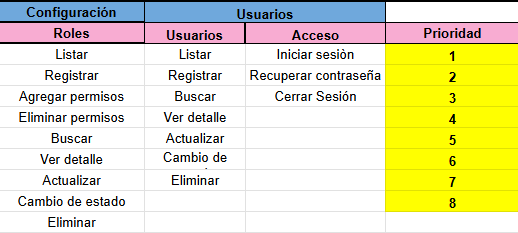 Configuración Usuarios
Roles Usuarios Acceso Prioridad
Listar Listar Iniciar sesiòn 1
Registrar Registrar Recuperar contraseña 2
Agregar permisos Buscar Cerrar Sesión 3
Eliminar permisos Ver detalle 4
Buscar Actualizar 5
Ver detalle Cambio de 6
Actualizar Eliminar 7
Cambio de estado 8
Eliminar